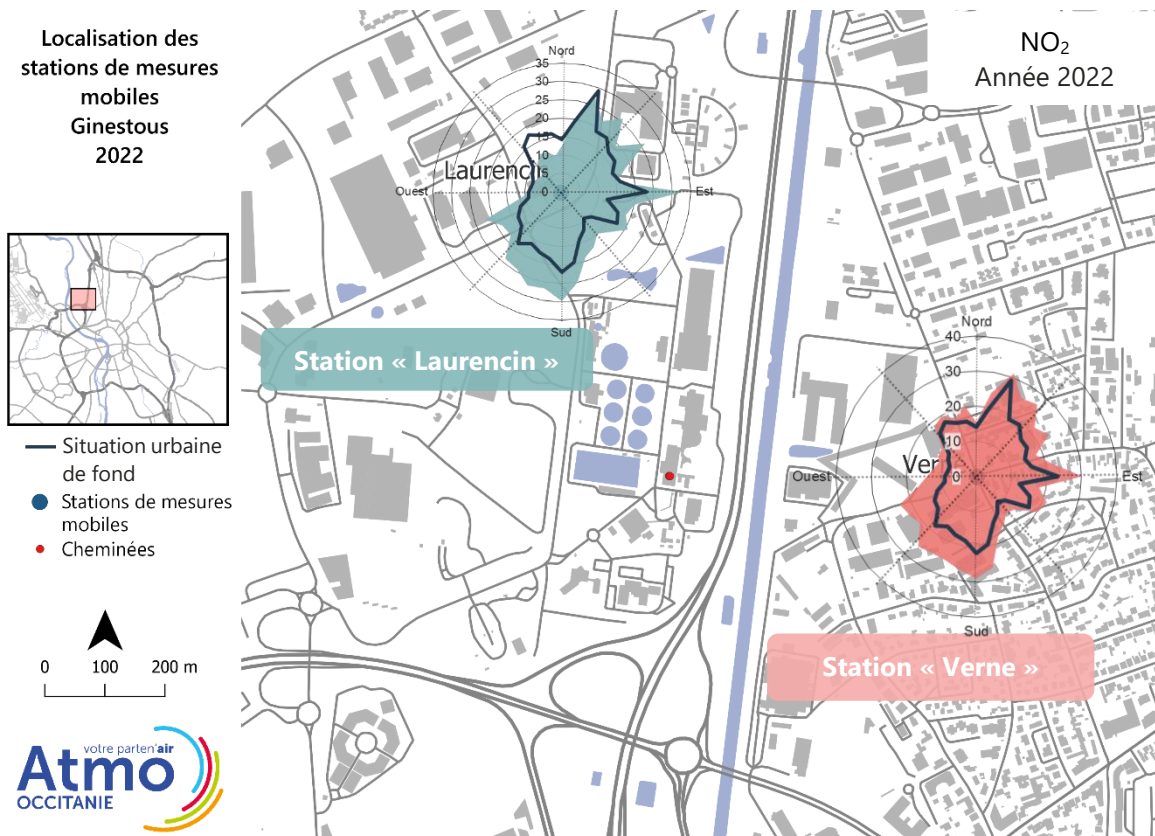 Localisation des
stations de mesures
mobiles
Ginestous
2022
NO₂
Année 2022
Nord
35
30
25
20
15
10
5
0
Laurencin
Ouest
Est
Sud
Station « Laurencin »
Nord
40
30
20
10
0
Ouest
Est
Sud
Station « Verne »
Situation urbaine
de fond
Stations de mesures
mobiles
Cheminées
0 100 200 m
votre parten'air
Atmo
OCCITANIE